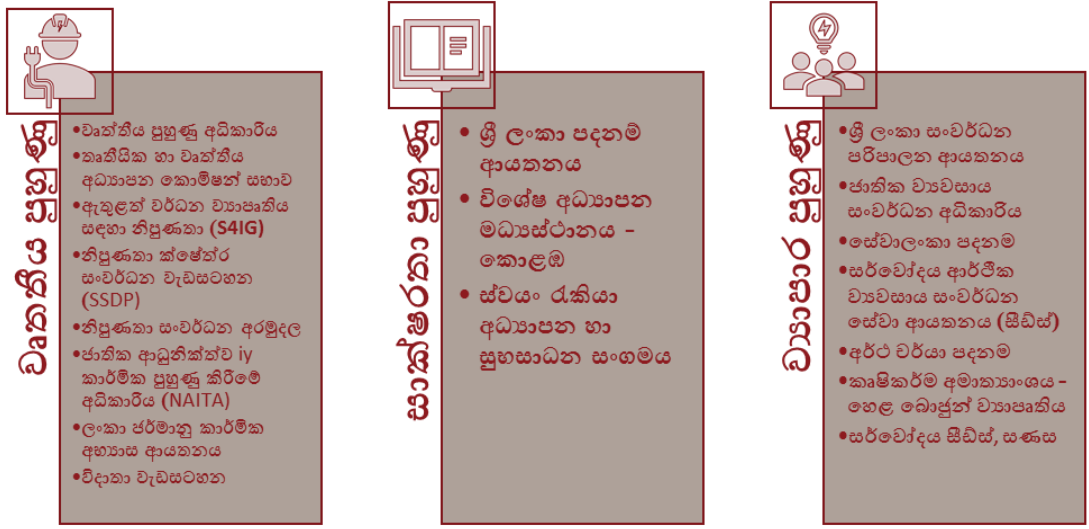 වෘත්තීය පුහුණු
•වෘත්තීය පුහුණු අධිකාරිය
•තෘතීයික හා වෘත්තීය
අධ්‍යාපන කොමිෂන් සභාව
•ඇතුළත් වර්ධන ව්‍යාපෘතිය
සඳහා නිපුණතා (S4IG)
•නිපුණතා ක්ෂේත්‍ර
සංවර්ධන වැඩසටහන
(SSDP)
•නිපුණතා සංවර්ධන අරමුදල
•ජාතික ආධුනිකත්ව iy
කාර්මික පුහුණු කිරීමේ
අධිකාරිය (NAITA)
•ලංකා ජර්මානු කාර්මික
අභ්‍යාස ආයතනය
•විදාතා වැඩසටහන
සාක්ෂරතා පුහුණු
• ශ්‍රී ලංකා පදනම්
ආයතනය
• විශේෂ අධ්‍යාපන
මධ්‍යස්ථානය -
කොළඹ
• ස්වයං රැකියා
අධ්‍යාපන හා
සුභසාධන සංගමය
ව්‍යාපාර පුහුණු
•ශ්‍රී ලංකා සංවර්ධන
පරිපාලන ආයතනය
•ජාතික ව්‍යවසාය
සංවර්ධන අධිකාරිය
•සේවාලංකා පදනම
•සර්වෝදය ආර්ථික
ව්‍යවසාය සංවර්ධන
සේවා ආයතනය (සීඩ්ස්)
•අර්ථ චර්යා පදනම
•කෘෂිකර්ම අමාත්‍යාංශය -
හෙළ බොජුන් ව්‍යාපෘතිය
•සර්වෝදය සීඩ්ස්, සණස